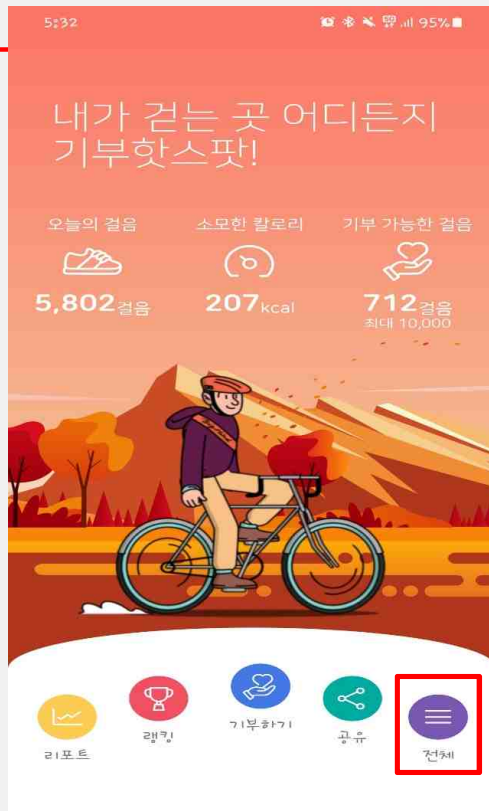 5:32
95%
내가 걷는 곳 어디든지
기부핫스팟!
오늘의 걸음
소모한 칼로리
기부 가능한 걸음
5,802걸음
207kcal
712걸음
최대 10,000
리포트
랭킹
기부하기
공유
전체